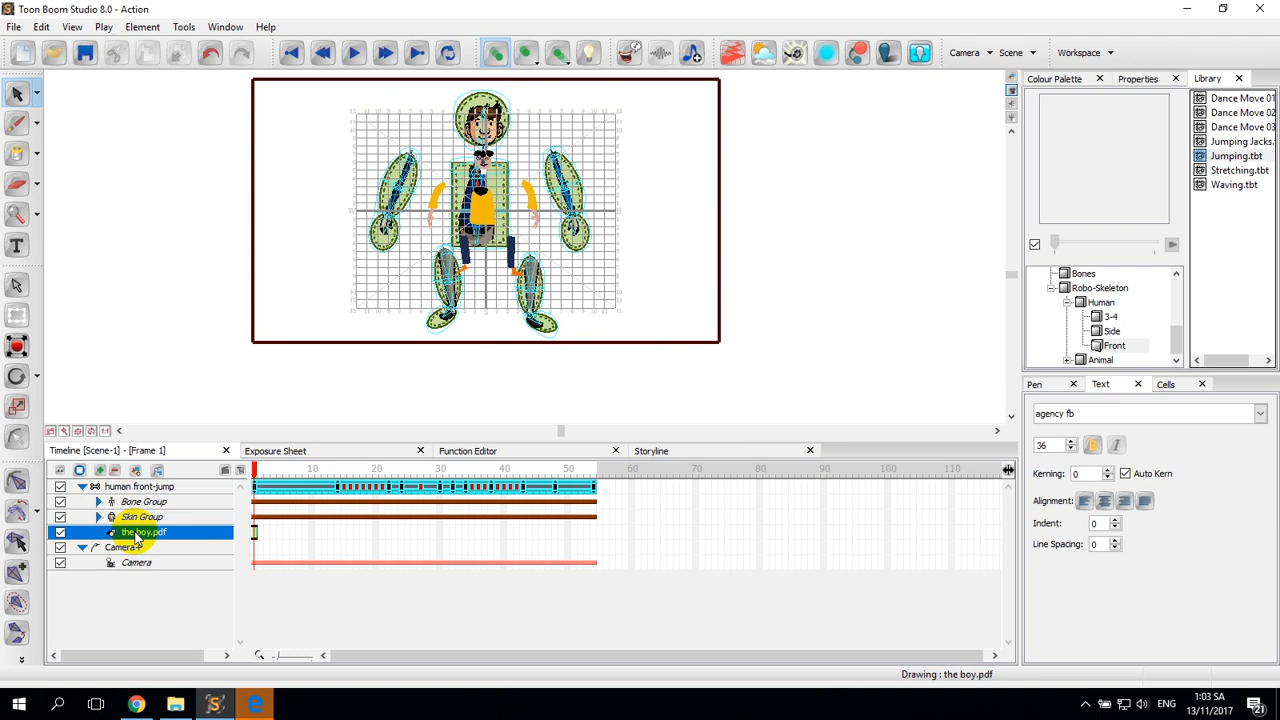 Toon Boom Studio 8.0 - Animation
File Edit View Play Element Tools Window Help
Camera Scene Workspace
Colour Palette Properties Library
Dance Move 01
Dance Move 02
Dance Move 03
Jumping Jacks.
Jumping.tbt
Stretching.tbt
Waving.tbt
Bones
Robo-Skeleton
Human
3-4
Side
Front
Animal
Pen Text Cells
agency fb
36
Kerning: 0 Auto Kern
Alignment:
Indent: 0
Line Spacing: 0
Timeline [Scene-1] - [Frame 1] Exposure Sheet Function Editor Storyline
10 20 30 40 50 60 70 80 90 100 110
human front-jump
Bone Group
Skin Group
the boy.pdf
Camera-P
Camera
Drawing : the boy.pdf
ENG
1:03 SA
13/11/2017
21